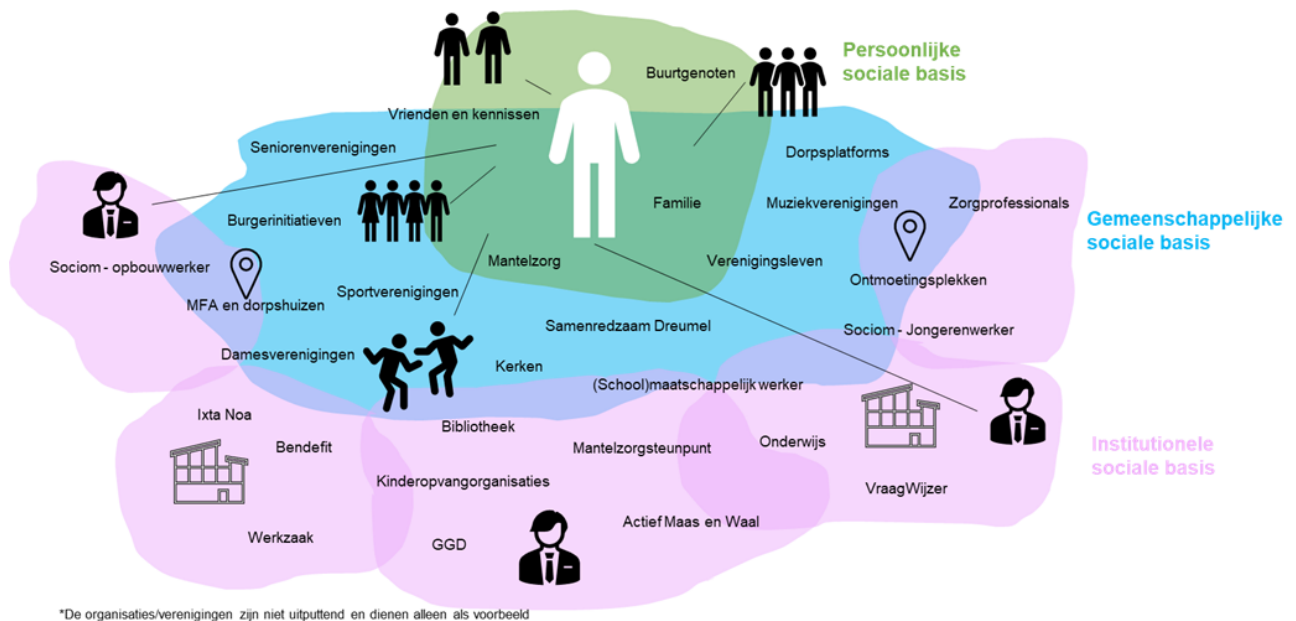 Persoonlijke
sociale basis
Buurtgenoten
Vrienden en kennissen
Seniorenverenigingen
Dorpsplatforms
Familie
Muziekverenigingen
Zorgprofessionals
Burgerinitiatieven
Gemeenschappelijke
sociale basis
Mantelzorg
Verenigingsleven
Sociom - opbouwwerker
Ontmoetingsplekken
MFA en dorpshuizen
Sportverenigingen
Samenredzaam Dreumel
Sociom - Jongerenwerker
Damesverenigingen
Kerken
(School)maatschappelijk werker
Ixta Noa
Bibliotheek
Bendefit
Mantelzorgsteunpunt
Onderwijs
Institutionele
sociale basis
Kinderopvangorganisaties
VraagWijzer
Actief Maas en Waal
Werkzaak
GGD
*De organisaties/verenigingen zijn niet uitputtend en dienen alleen als voorbeeld